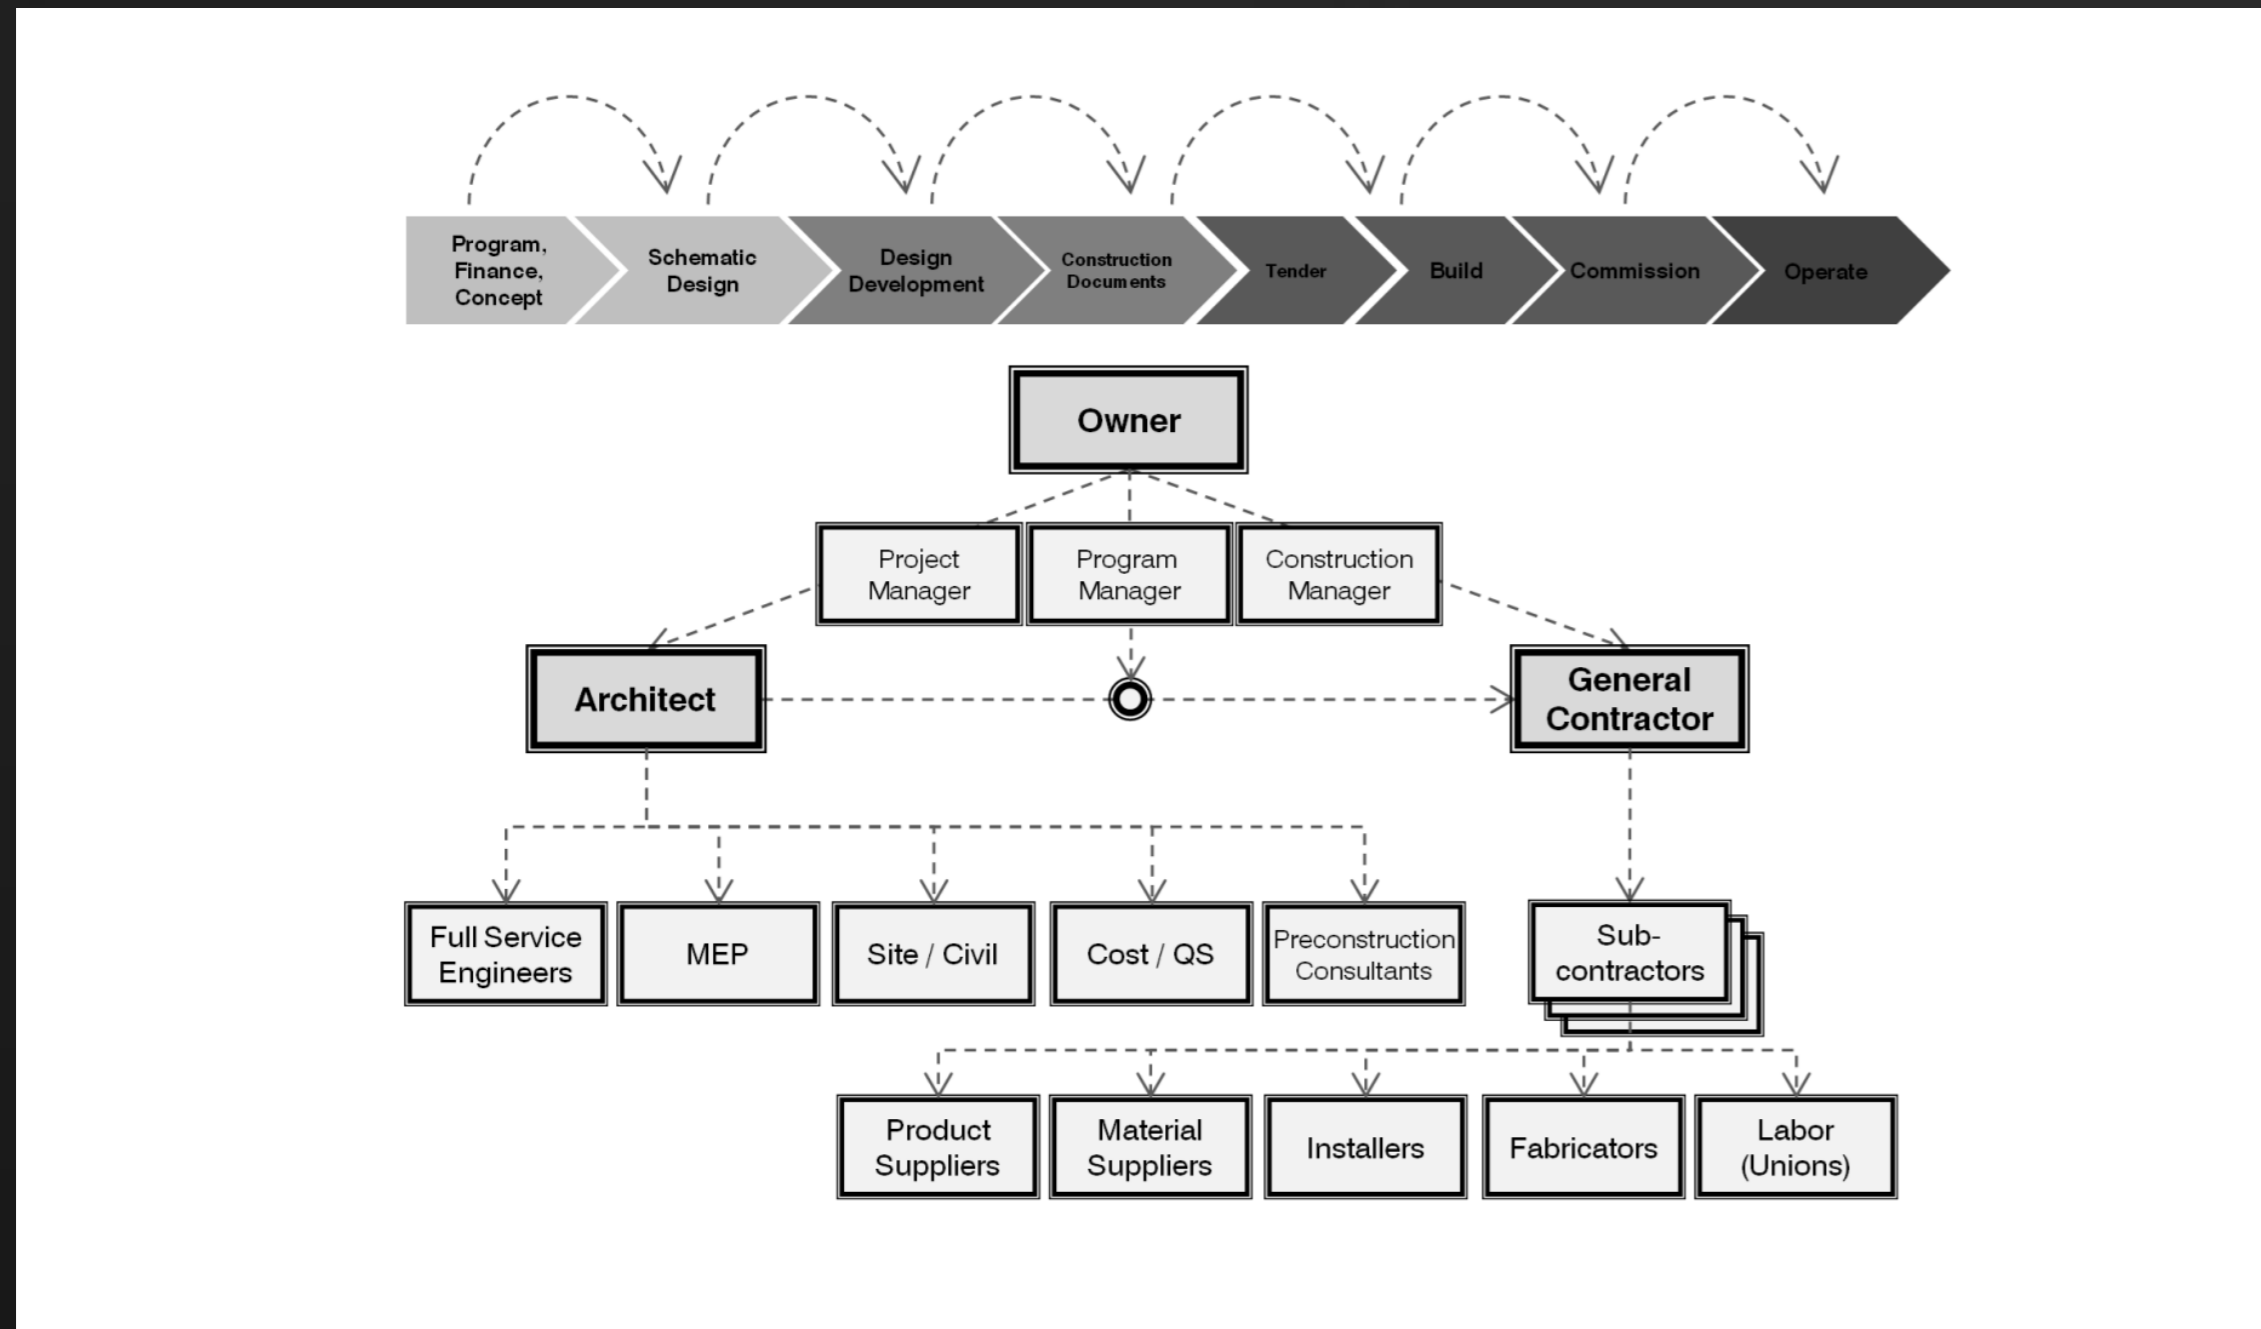 Program,
Finance,
Concept
Schematic
Design
Design
Development
Construction
Documents
Tender
Build
Commission
Operate
Owner
Project
Manager
Program
Manager
Construction
Manager
Architect
General
Contractor
Full Service
Engineers
MEP
Site / Civil
Cost / QS
Preconstruction
Consultants
Sub-
contractors
Product
Suppliers
Material
Suppliers
Installers
Fabricators
Labor
(Unions)